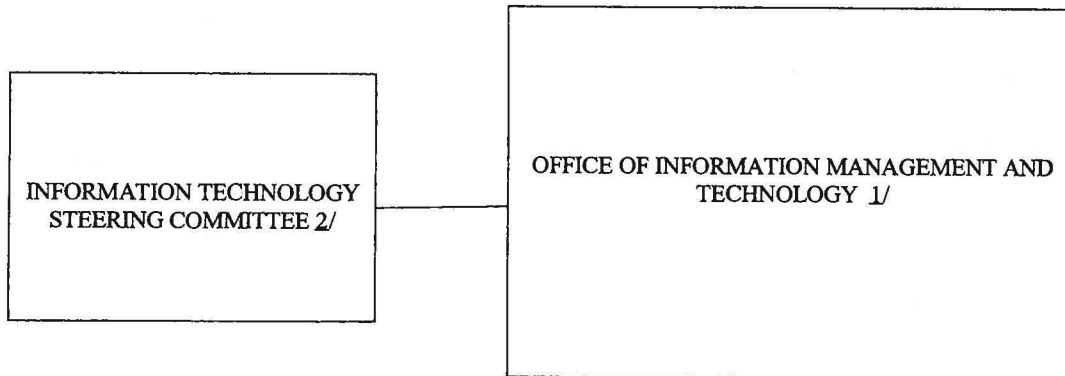 INFORMATION TECHNOLOGY
STEERING COMMITTEE 2/
OFFICE OF INFORMATION MANAGEMENT AND
TECHNOLOGY 1/